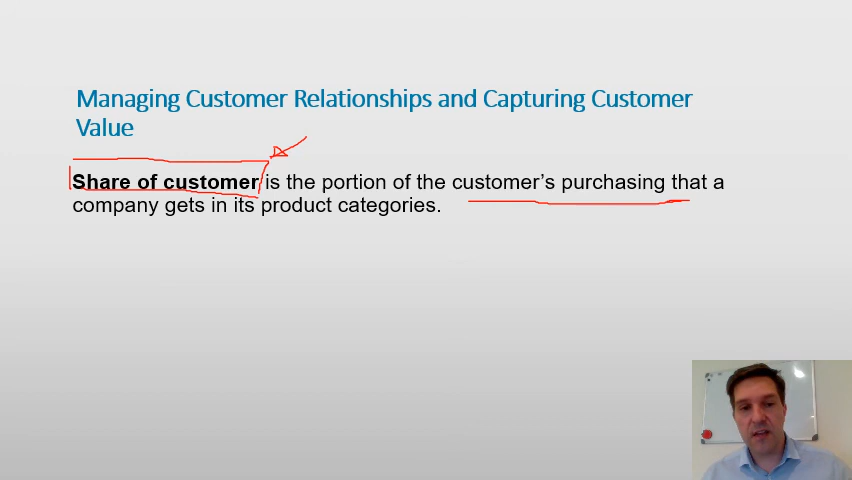 Managing Customer Relationships and Capturing Customer
Value
Share of customer is the portion of the customer’s purchasing that a
company gets in its product categories.